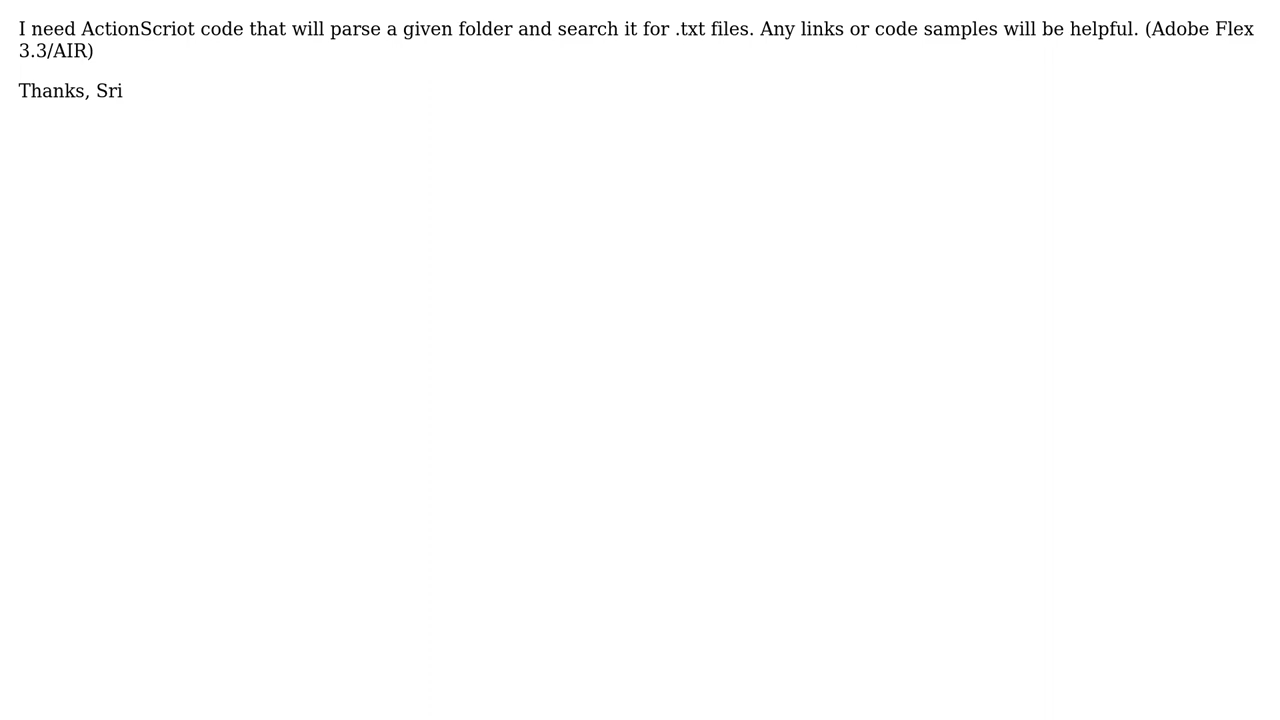 I need ActionScriot code that will parse a given folder and search it for .txt files. Any links or code samples will be helpful. (Adobe Flex
3.3/AIR)
Thanks, Sri